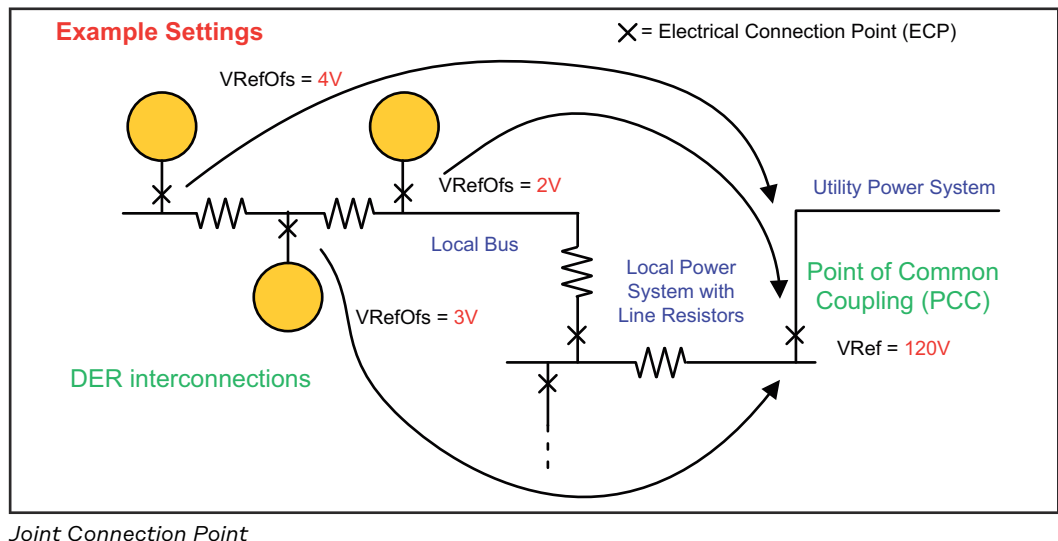 Example Settings
X = Electrical Connection Point (ECP)
VRefOfs = 4V
VRefOfs = 2V
Utility Power System
Local Bus
Local Power
System with
Line Resistors
Point of Common
Coupling (PCC)
VRefOfs = 3V
VRef = 120V
DER interconnections
Joint Connection Point